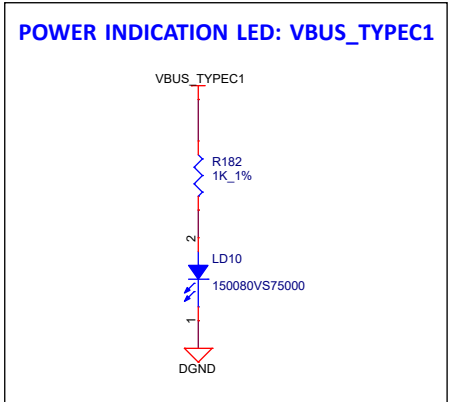 POWER INDICATION LED: VBUS_TYPEC1
VBUS_TYPEC1
R182
1K_1%
2
LD10
150080VS75000
1
DGND